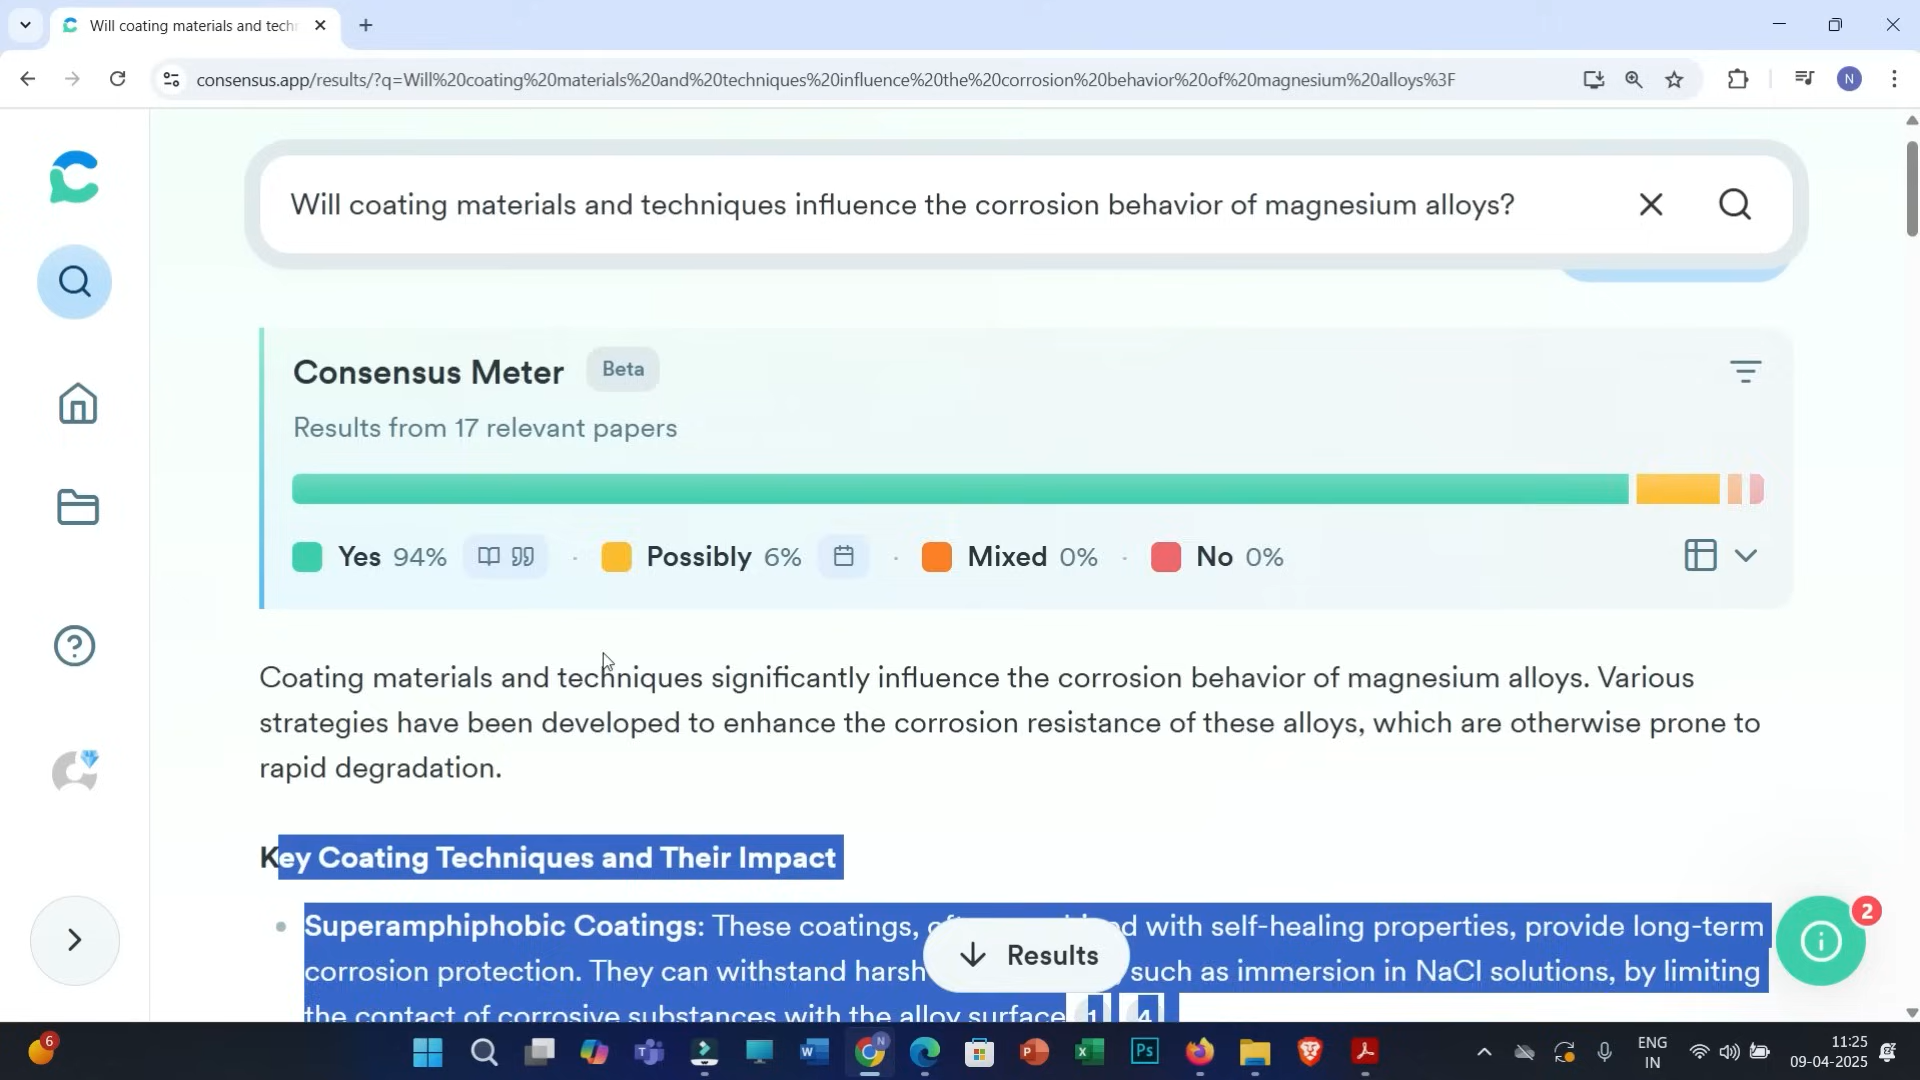 Will coating materials and techn
consensus.app/results/?q=Will%20coating%20materials%20and%20techniques%20influence%20the%20corrosion%20behavior%20of%20magnesium%20alloys%3F
N
Will coating materials and techniques influence the corrosion behavior of magnesium alloys?
Consensus Meter Beta
Results from 17 relevant papers
Yes 94% · Possibly 6% · Mixed 0% · No 0%
Coating materials and techniques significantly influence the corrosion behavior of magnesium alloys. Various
strategies have been developed to enhance the corrosion resistance of these alloys, which are otherwise prone to
rapid degradation.
Key Coating Techniques and Their Impact
Superamphiphobic Coatings: These coatings, with self-healing properties, provide long-term
corrosion protection. They can withstand harsh such as immersion in NaCl solutions, by limiting
Results
2
the contact of corrosive substances with the alloy surface 1 4
6
ENG
IN
11:25
09-04-2025